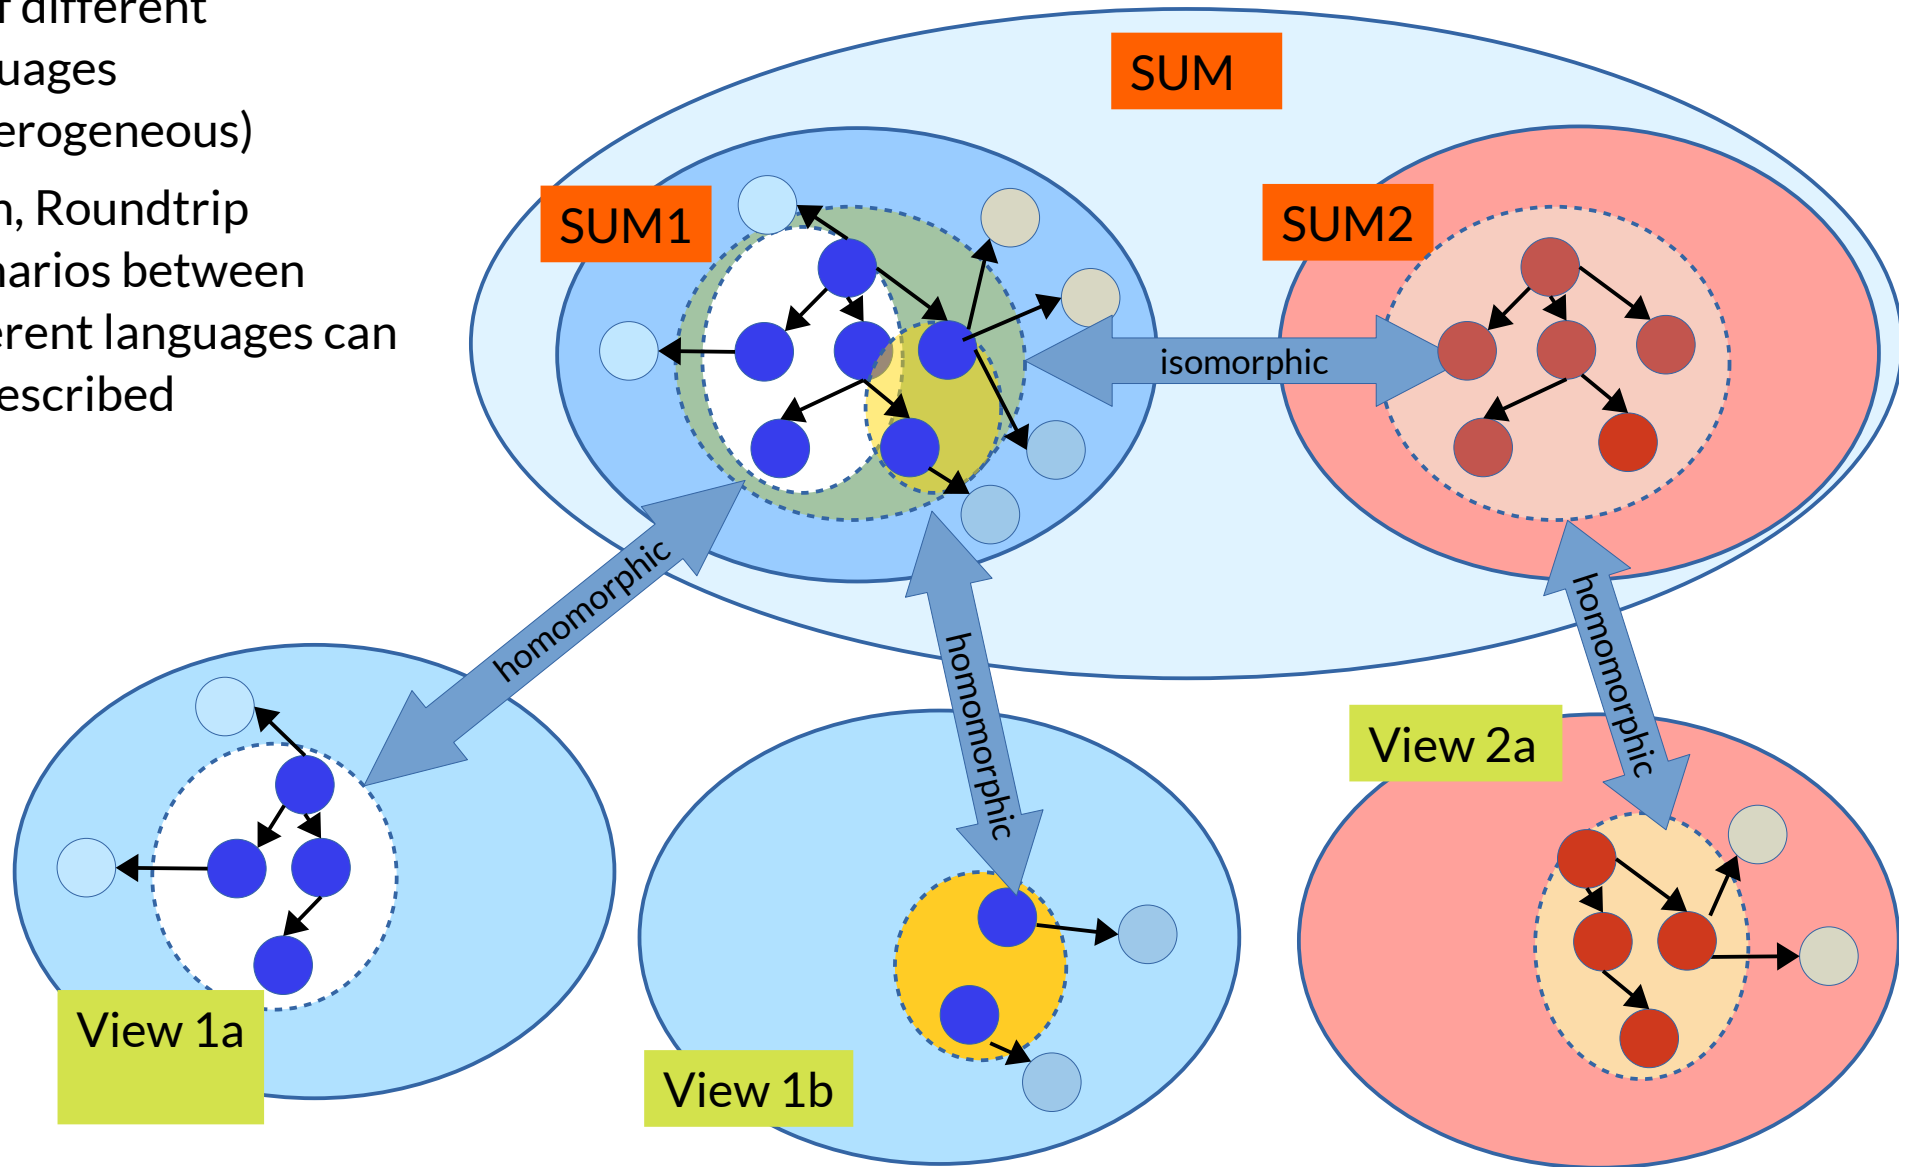 f different
uages
erogeneous)
n, Roundtrip
narios between
erent languages can
escribed
SUM
SUM1
SUM2
isomorphic
homomorphic
homomorphic
homomorphic
View 1a
View 1b
View 2a